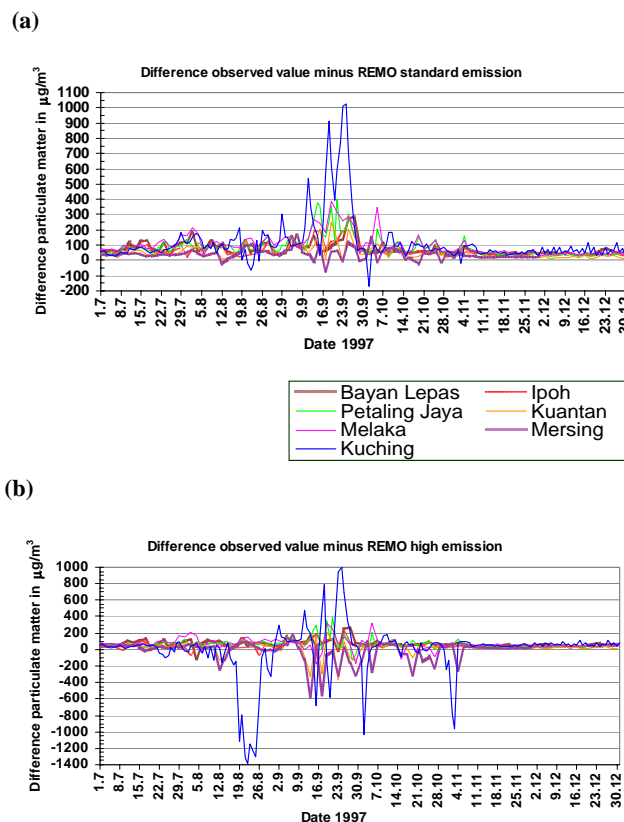 (a)
Difference observed value minus REMO standard emission
Difference particulate matter in µg/m³
1100
1000
900
800
700
600
500
400
300
200
100
0
-100
-200
1.7 8.7 15.7 22.7 29.7 5.8 12.8 19.8 26.8 2.9 9.9 16.9 23.9 30.9 7.10 14.10 21.10 28.10 4.11 11.11 18.11 25.11 2.12 9.12 16.12 23.12 30.12
Date 1997
Bayan Lepas Ipoh
Petaling Jaya Kuantan
Melaka Mersing
Kuching
(b)
Difference observed value minus REMO high emission
Difference particulate matter in µg/m³
1000
800
600
400
200
0
-200
-400
-600
-800
-1000
-1200
-1400
1.7 8.7 15.7 22.7 29.7 5.8 12.8 19.8 26.8 2.9 9.9 16.9 23.9 30.9 7.10 14.10 21.10 28.10 4.11 11.11 18.11 25.11 2.12 9.12 16.12 23.12 30.12
Date 1997